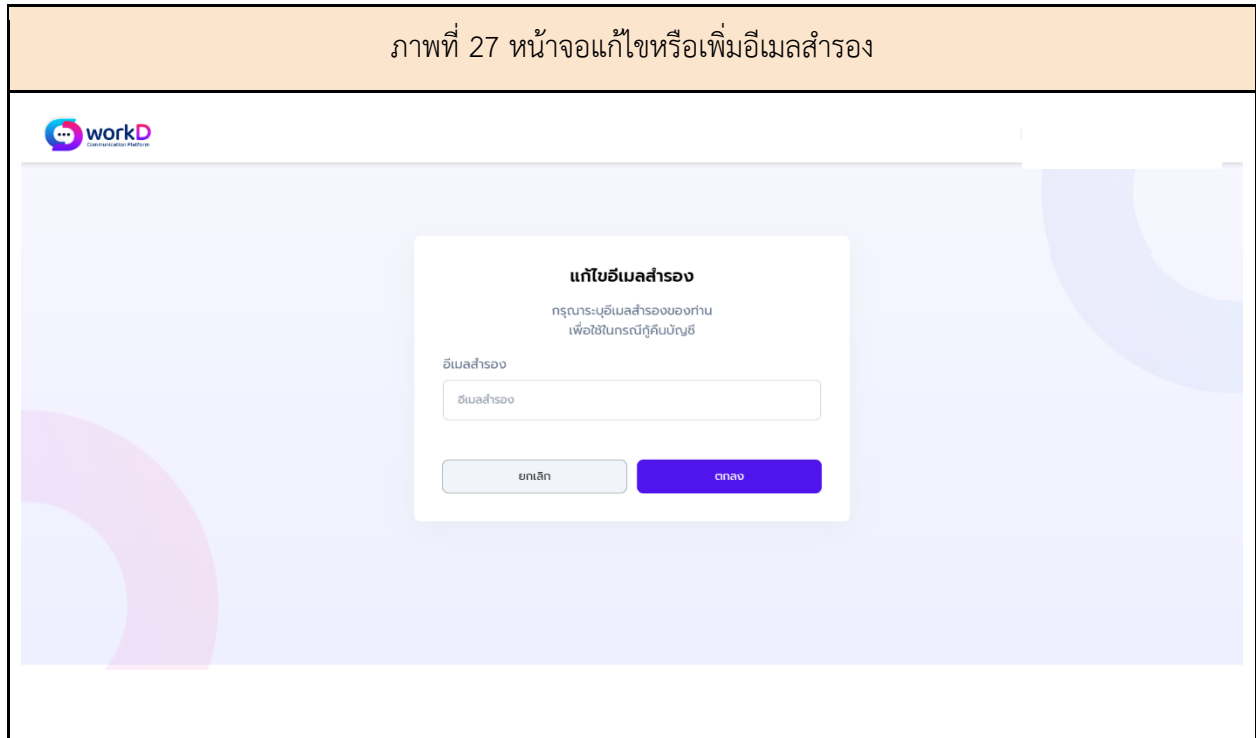 ภาพที่ 27 หน้าจอแก้ไขหรือเพิ่มอีเมลสำรอง
workD
Communication Platform
แก้ไขอีเมลสำรอง
กรุณาระบุอีเมลสำรองของท่าน
เพื่อใช้ในกรณีกู้คืนบัญชี
อีเมลสำรอง
อีเมลสำรอง
ยกเลิก
ตกลง